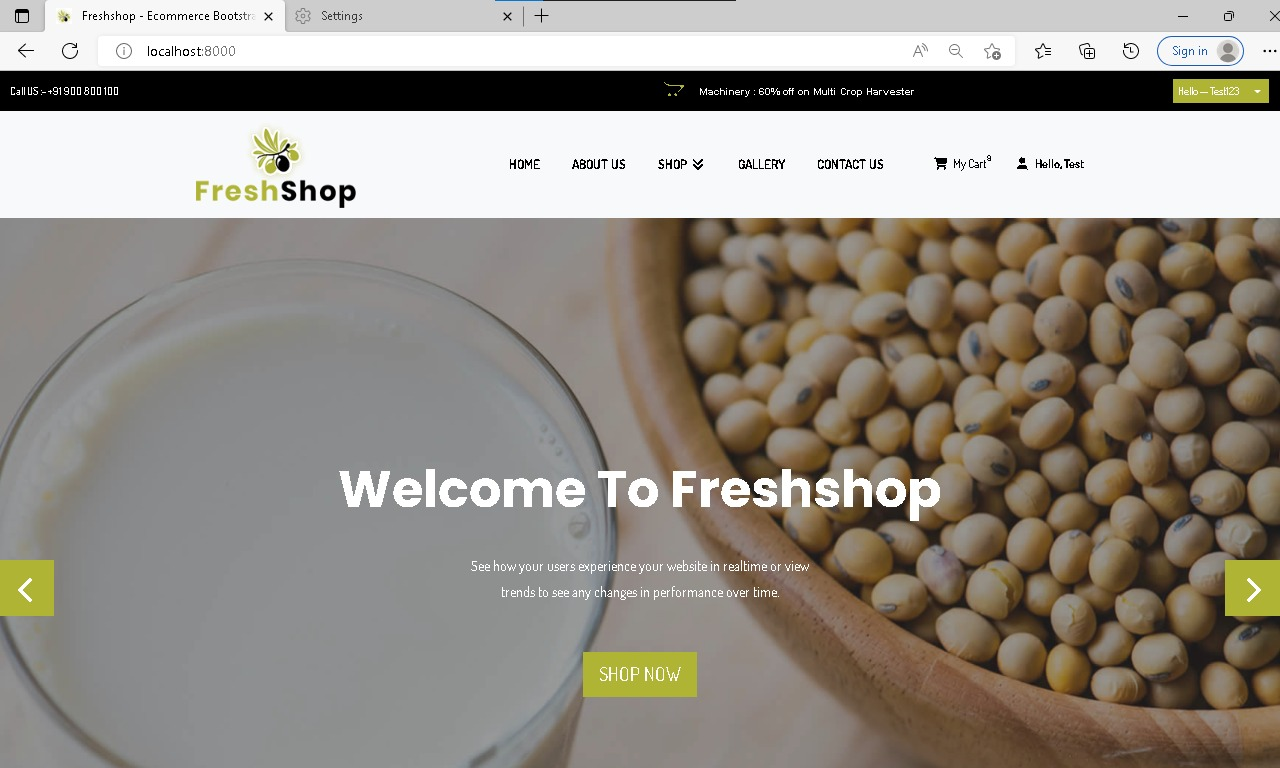 Freshshop - Ecommerce Bootstra
Settings
localhost:8000
Sign in
Call US :- +91 900 800 100
Machinery : 60% off on Multi Crop Harvester
Hello — Test123
FreshShop
HOME
ABOUT US
SHOP
GALLERY
CONTACT US
My Cart 9
Hello, Test
Welcome To Freshshop
See how your users experience your website in realtime or view
trends to see any changes in performance over time.
SHOP NOW